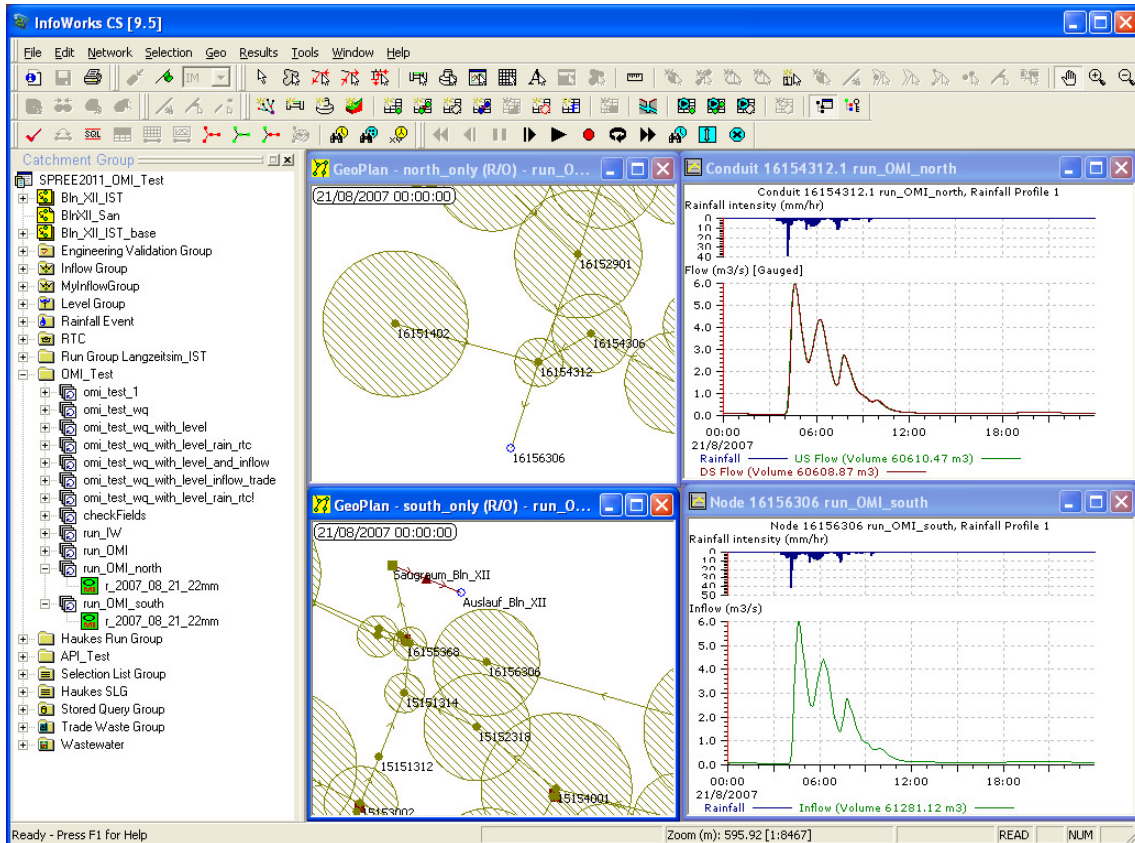 InfoWorks CS [9.5]
File Edit Network Selection Geo Results Tools Window Help
IM
SQL
Catchment Group
SPREE2011_OMI_Test
Bln_XII_IST
BlnXII_San
Bln_XII_IST_base
Engineering Validation Group
Inflow Group
MyInflowGroup
Level Group
Rainfall Event
RTC
Run Group Langzeitsim_IST
OMI_Test
omi_test_1
omi_test_wq
omi_test_wq_with_level
omi_test_wq_with_level_rain_rtc
omi_test_wq_with_level_and_inflow
omi_test_wq_with_level_inflow_trade
omi_test_wq_with_level_rain_rtc!
checkFields
run_IW
run_OMI
run_OMI_north
r_2007_08_21_22mm
run_OMI_south
r_2007_08_21_22mm
Haukes Run Group
API_Test
Selection List Group
Haukes SLG
Stored Query Group
Trade Waste Group
Wastewater
GeoPlan - north_only (R/O) - run_O...
21/08/2007 00:00:00
16152901
16151402
16154306
16154312
16156306
Conduit 16154312.1 run_OMI_north
Conduit 16154312.1 run_OMI_north, Rainfall Profile 1
Rainfall intensity (mm/hr)
0
10
20
30
40
Flow (m3/s) [Gauged]
6.0
5.0
4.0
3.0
2.0
1.0
0.0
00:00 06:00 12:00 18:00
21/8/2007
Rainfall US Flow (Volume 60610.47 m3)
DS Flow (Volume 60608.87 m3)
GeoPlan - south_only (R/O) - run_O...
21/08/2007 00:00:00
Saugraum_Bln_XII
Auslauf_Bln_XII
16155368
16156306
15151314
15152318
15151312
15154001
15153002
Node 16156306 run_OMI_south
Node 16156306 run_OMI_south, Rainfall Profile 1
Rainfall intensity (mm/hr)
0
10
20
30
40
50
Inflow (m3/s)
6.0
5.0
4.0
3.0
2.0
1.0
0.0
00:00 06:00 12:00 18:00
21/8/2007
Rainfall Inflow (Volume 61281.12 m3)
Ready - Press F1 for Help
Zoom (m): 595.92 [1:8467]
READ
NUM